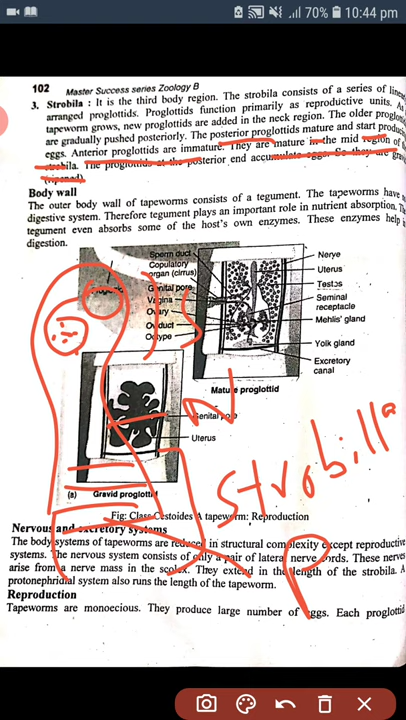 70% 10:44 pm
102 Master Success series Zoology B
3. Strobila : It is the third body region. The strobila consists of a series of
arranged proglottids. Proglottids function primarily as reproductive units. As
tapeworm grows, new proglottids are added in the neck region. The older
are gradually pushed posteriorly. The posterior proglottids mature and start
eggs. Anterior proglottids are immature. They are mature in the mid region of
strobila. The proglottids at the posterior end accumulate eggs. So they are
(ripened)
Body wall
The outer body wall of tapeworms consists of a tegument. The tapeworms have
digestive system. Therefore tegument plays an important role in nutrient absorption. The
tegument even absorbs some of the host's own enzymes. These enzymes help
digestion.
Sperm duct
Copulatory
organ (cirrus)
Genital pore
Vagina
Ovary
Oviduct
Ootype
Nerve
Uterus
Testes
Seminal
receptacle
Mehlis' gland
Yolk gland
Excretory
canal
Mature proglottid
Genital pore
Uterus
(a) Gravid proglottid
S
N
Strobilla
P
Fig: Class Cestoides A tapeworm: Reproduction
Nervous and excretory systems
The body systems of tapeworms are reduced in structural complexity except reproductive
systems. The nervous system consists of only a pair of lateral nerve cords. These nerves
arise from a nerve mass in the scolex. They extend in the length of the strobila. A
protonephridial system also runs the length of the tapeworm.
Reproduction
Tapeworms are monoecious. They produce large number of eggs. Each proglottid